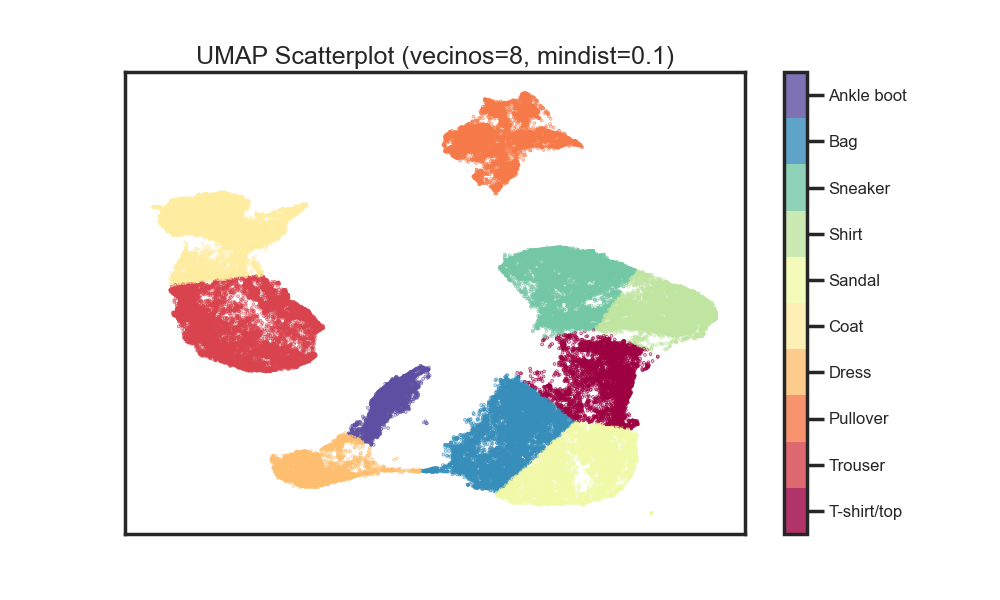 UMAP Scatterplot (vecinos=8, mindist=0.1)
Ankle boot
Bag
Sneaker
Shirt
Sandal
Coat
Dress
Pullover
Trouser
T-shirt/top